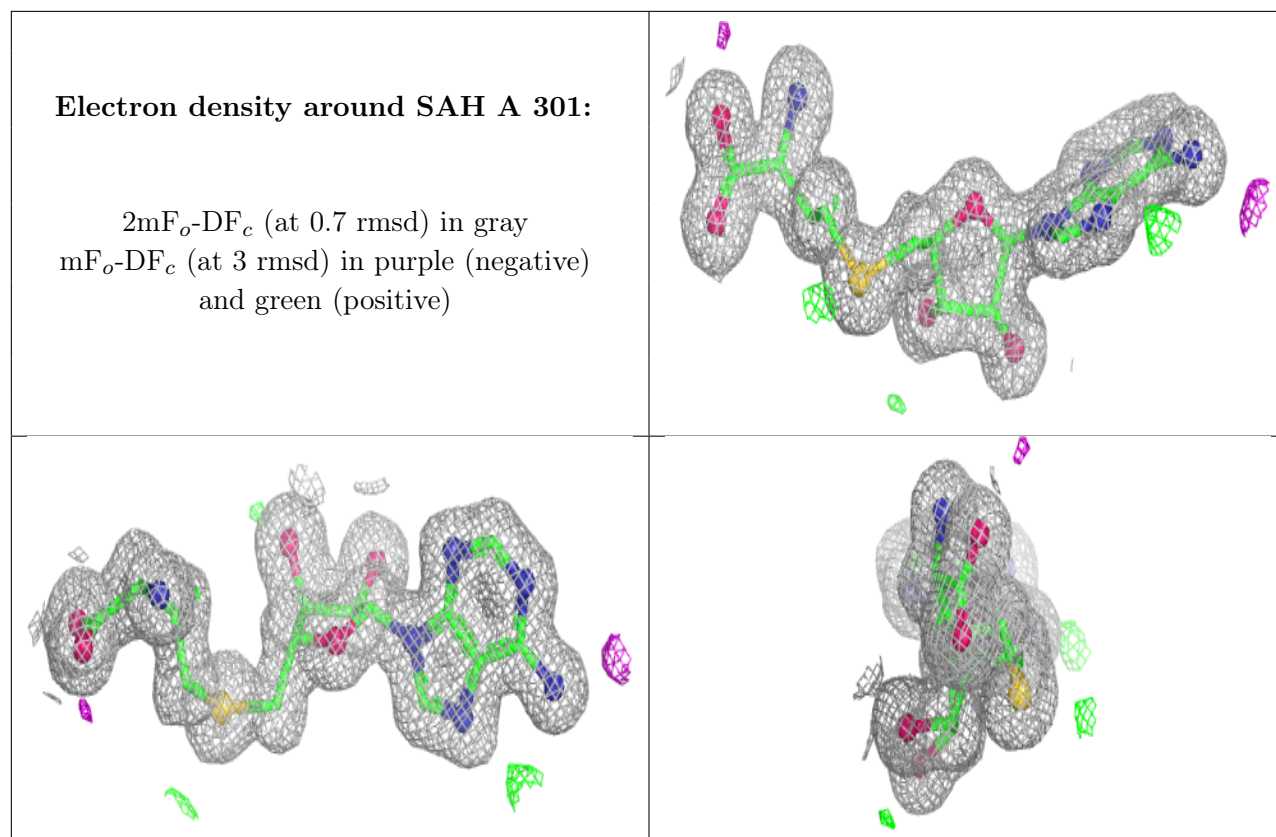 Electron density around SAH A 301:
2mFₒ-DF𝑐 (at 0.7 rmsd) in gray
mFₒ-DF𝑐 (at 3 rmsd) in purple (negative)
and green (positive)